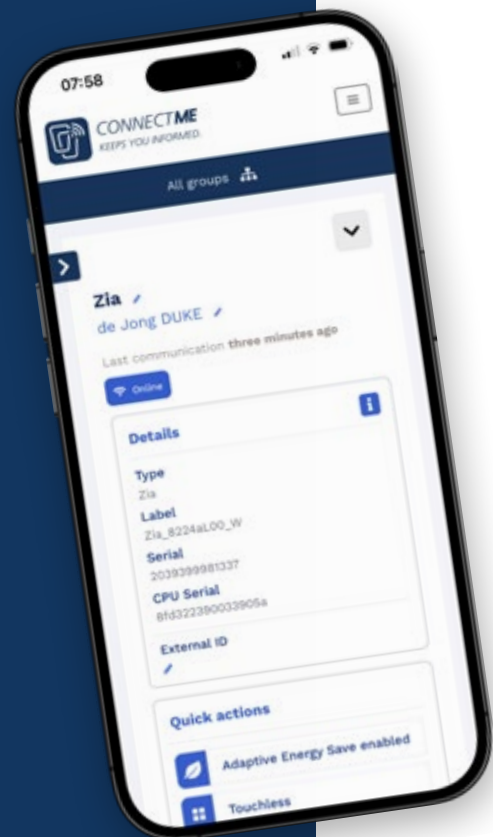 07:58
CONNECTME
KEEPS YOU INFORMED.
All groups
Zia
de Jong DUKE
Last communication three minutes ago
Online
Details
Type
Zia
Label
Zia_8224aL00_W
Serial
2039399981337
CPU Serial
8fd322390033905a
External ID
Quick actions
Adaptive Energy Save enabled
Touchless